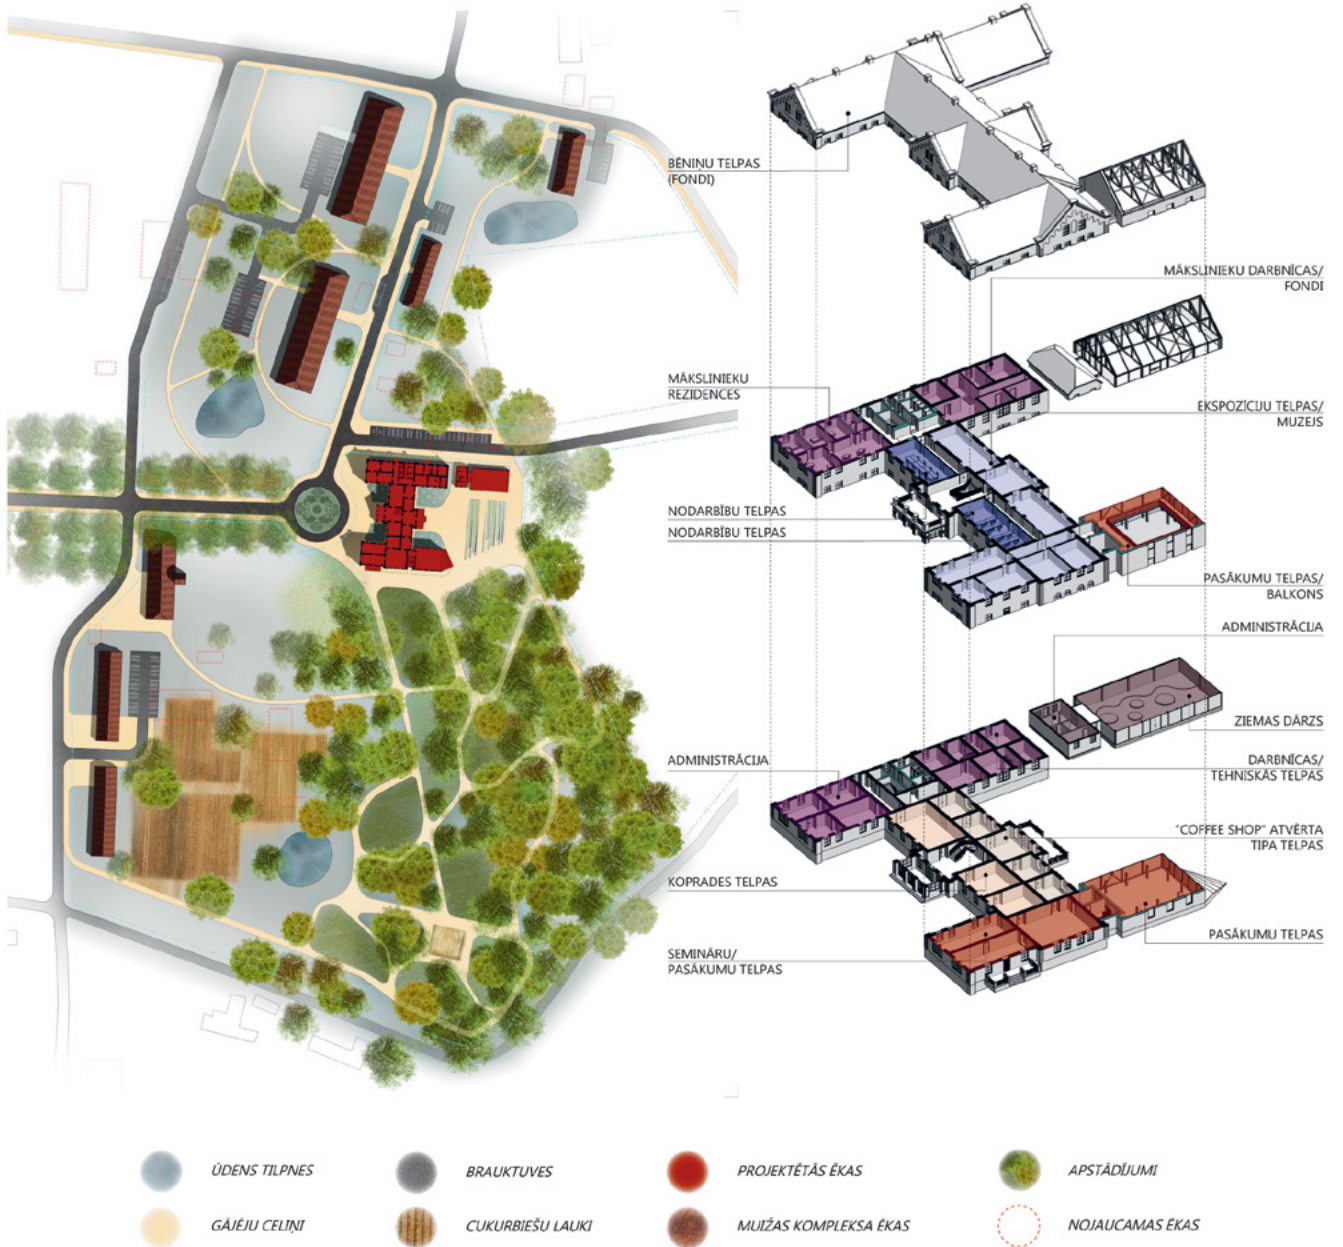 BĒNIŅU TELPAS
(FONDI)
MĀKSLINIEKU DARBNĪCAS/
FONDI
MĀKSLINIEKU
REZIDENCES
EKSPOZĪCIJU TELPAS/
MUZEJS
NODARBĪBU TELPAS
NODARBĪBU TELPAS
PASĀKUMU TELPAS/
BALKONS
ADMINISTRĀCIJA
ZIEMAS DĀRZS
ADMINISTRĀCIJA
DARBNĪCAS/
TEHNISKĀS TELPAS
"COFFEE SHOP" ATVĒRTA
TIPA TELPAS
KOPRADES TELPAS
PASĀKUMU TELPAS
SEMINĀRU/
PASĀKUMU TELPAS
ŪDENS TILPNES
BRAUKTUVES
PROJEKTĒTĀS ĒKAS
APSTĀDĪJUMI
GĀJĒJU CELIŅI
CUKURBIEŠU LAUKI
MUIŽAS KOMPLEKSA ĒKAS
NOJAUCAMAS ĒKAS